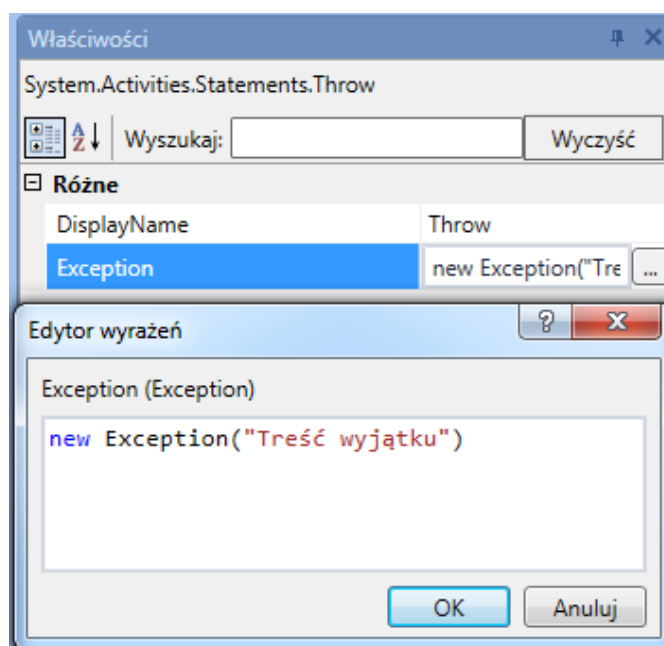 Właściwości
System.Activities.Statements.Throw
Wyszukaj: Wyczyść
Różne
DisplayName Throw
Exception new Exception("Tre ...
Edytor wyrażeń
Exception (Exception)
new Exception("Treść wyjątku")
OK Anuluj